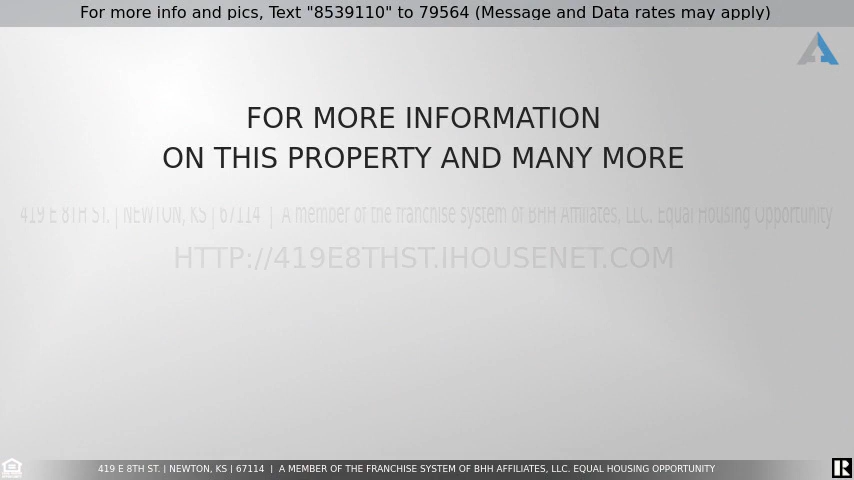 For more info and pics, Text "8539110" to 79564 (Message and Data rates may apply)
FOR MORE INFORMATION
ON THIS PROPERTY AND MANY MORE
419 E 8TH ST. | NEWTON, KS | 67114 | A member of the franchise system of BHH Affiliates, LLC. Equal Housing Opportunity
HTTP://419E8THST.IHOUSENET.COM
419 E 8TH ST. | NEWTON, KS | 67114 | A MEMBER OF THE FRANCHISE SYSTEM OF BHH AFFILIATES, LLC. EQUAL HOUSING OPPORTUNITY